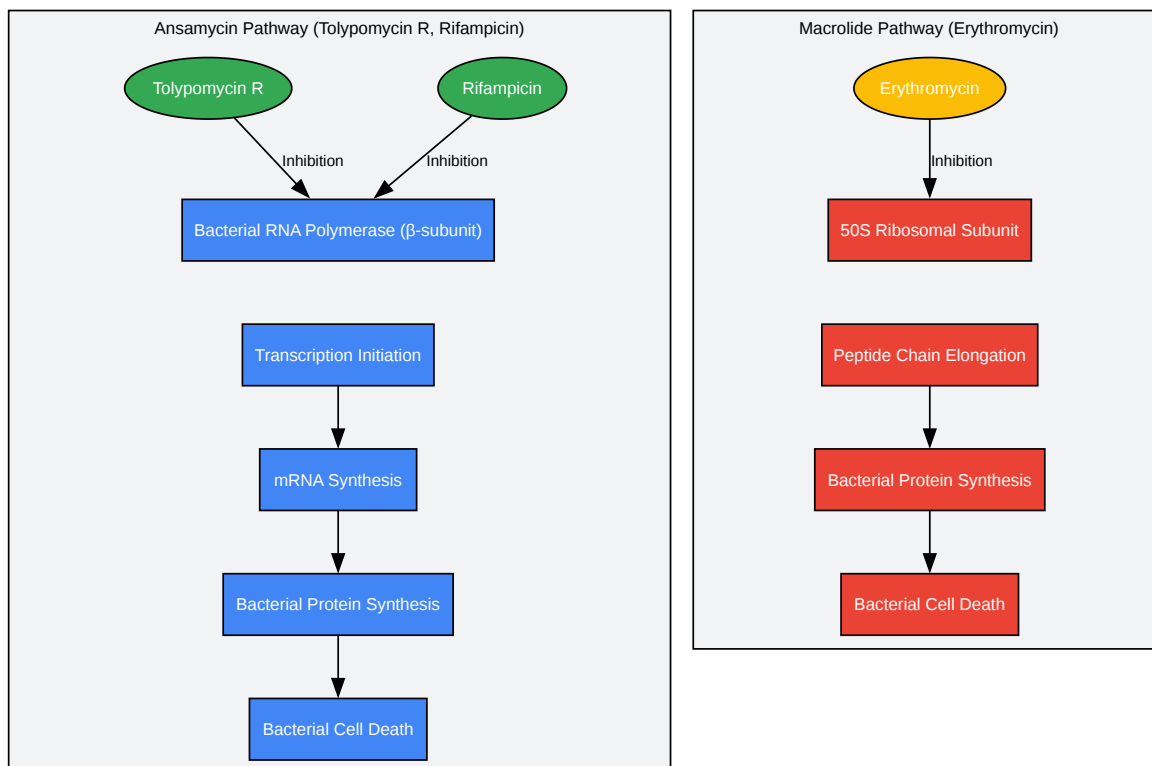 Ansamycin Pathway (Tolypomycin R, Rifampicin)
Tolypomycin R
Rifampicin
Inhibition
Inhibition
Bacterial RNA Polymerase (β-subunit)
Transcription Initiation
mRNA Synthesis
Bacterial Protein Synthesis
Bacterial Cell Death
Macrolide Pathway (Erythromycin)
Erythromycin
Inhibition
50S Ribosomal Subunit
Peptide Chain Elongation
Bacterial Protein Synthesis
Bacterial Cell Death